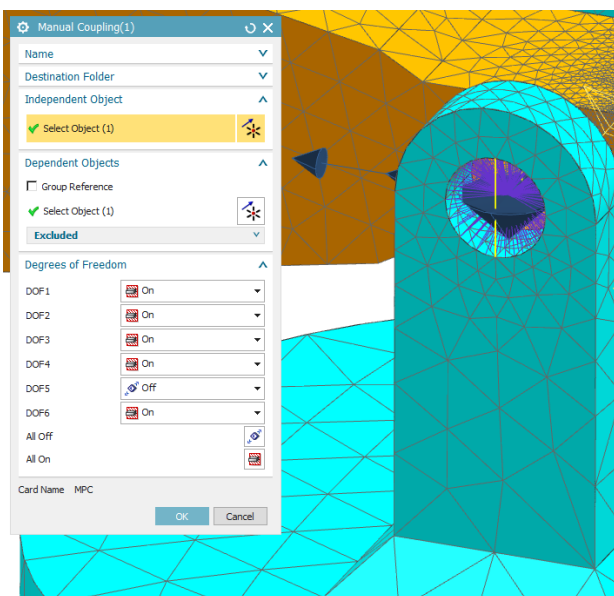 Manual Coupling(1)
Name
Destination Folder
Independent Object
Select Object (1)
Dependent Objects
Group Reference
Select Object (1)
Excluded
Degrees of Freedom
DOF1 On
DOF2 On
DOF3 On
DOF4 On
DOF5 Off
DOF6 On
All Off
All On
Card Name MPC
OK Cancel